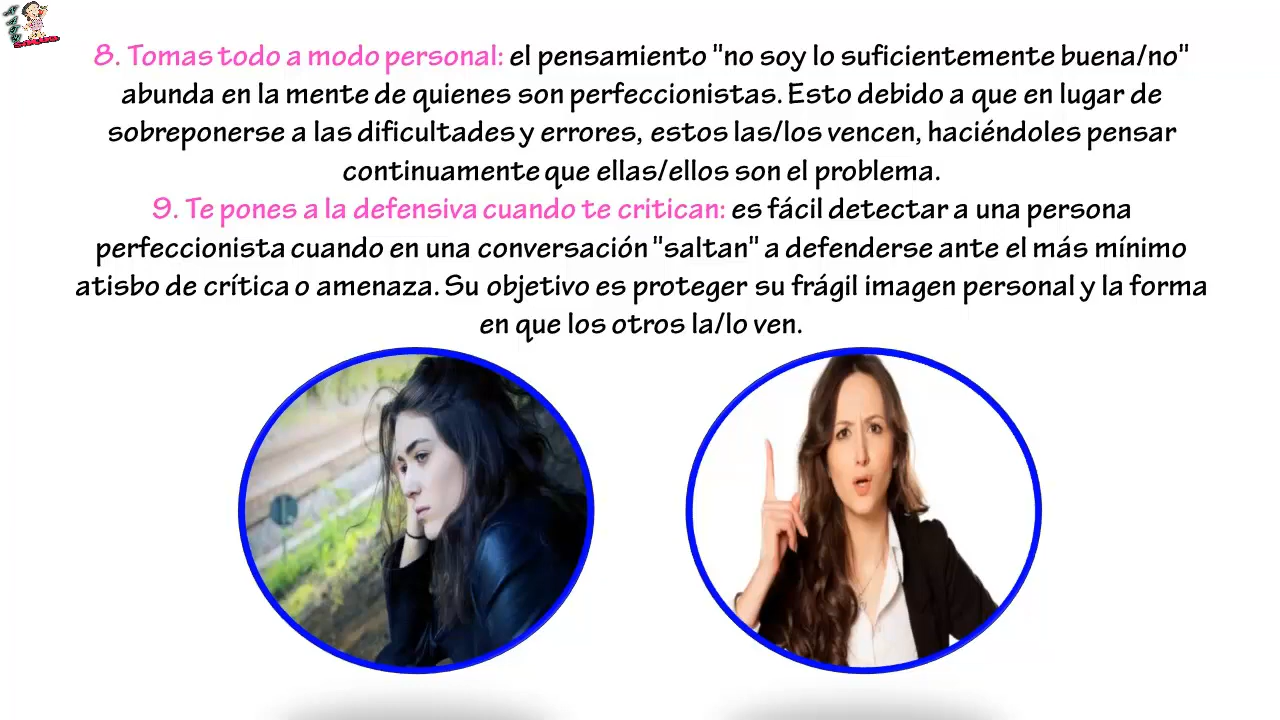 8. Tomas todo a modo personal: el pensamiento "no soy lo suficientemente buena/no"
abunda en la mente de quienes son perfeccionistas. Esto debido a que en lugar de
sobreponerse a las dificultades y errores, estos las/los vencen, haciéndoles pensar
continuamente que ellas/ellos son el problema.
9. Te pones a la defensiva cuando te critican: es fácil detectar a una persona
perfeccionista cuando en una conversación "saltan" a defenderse ante el más mínimo
atisbo de crítica o amenaza. Su objetivo es proteger su frágil imagen personal y la forma
en que los otros la/lo ven.